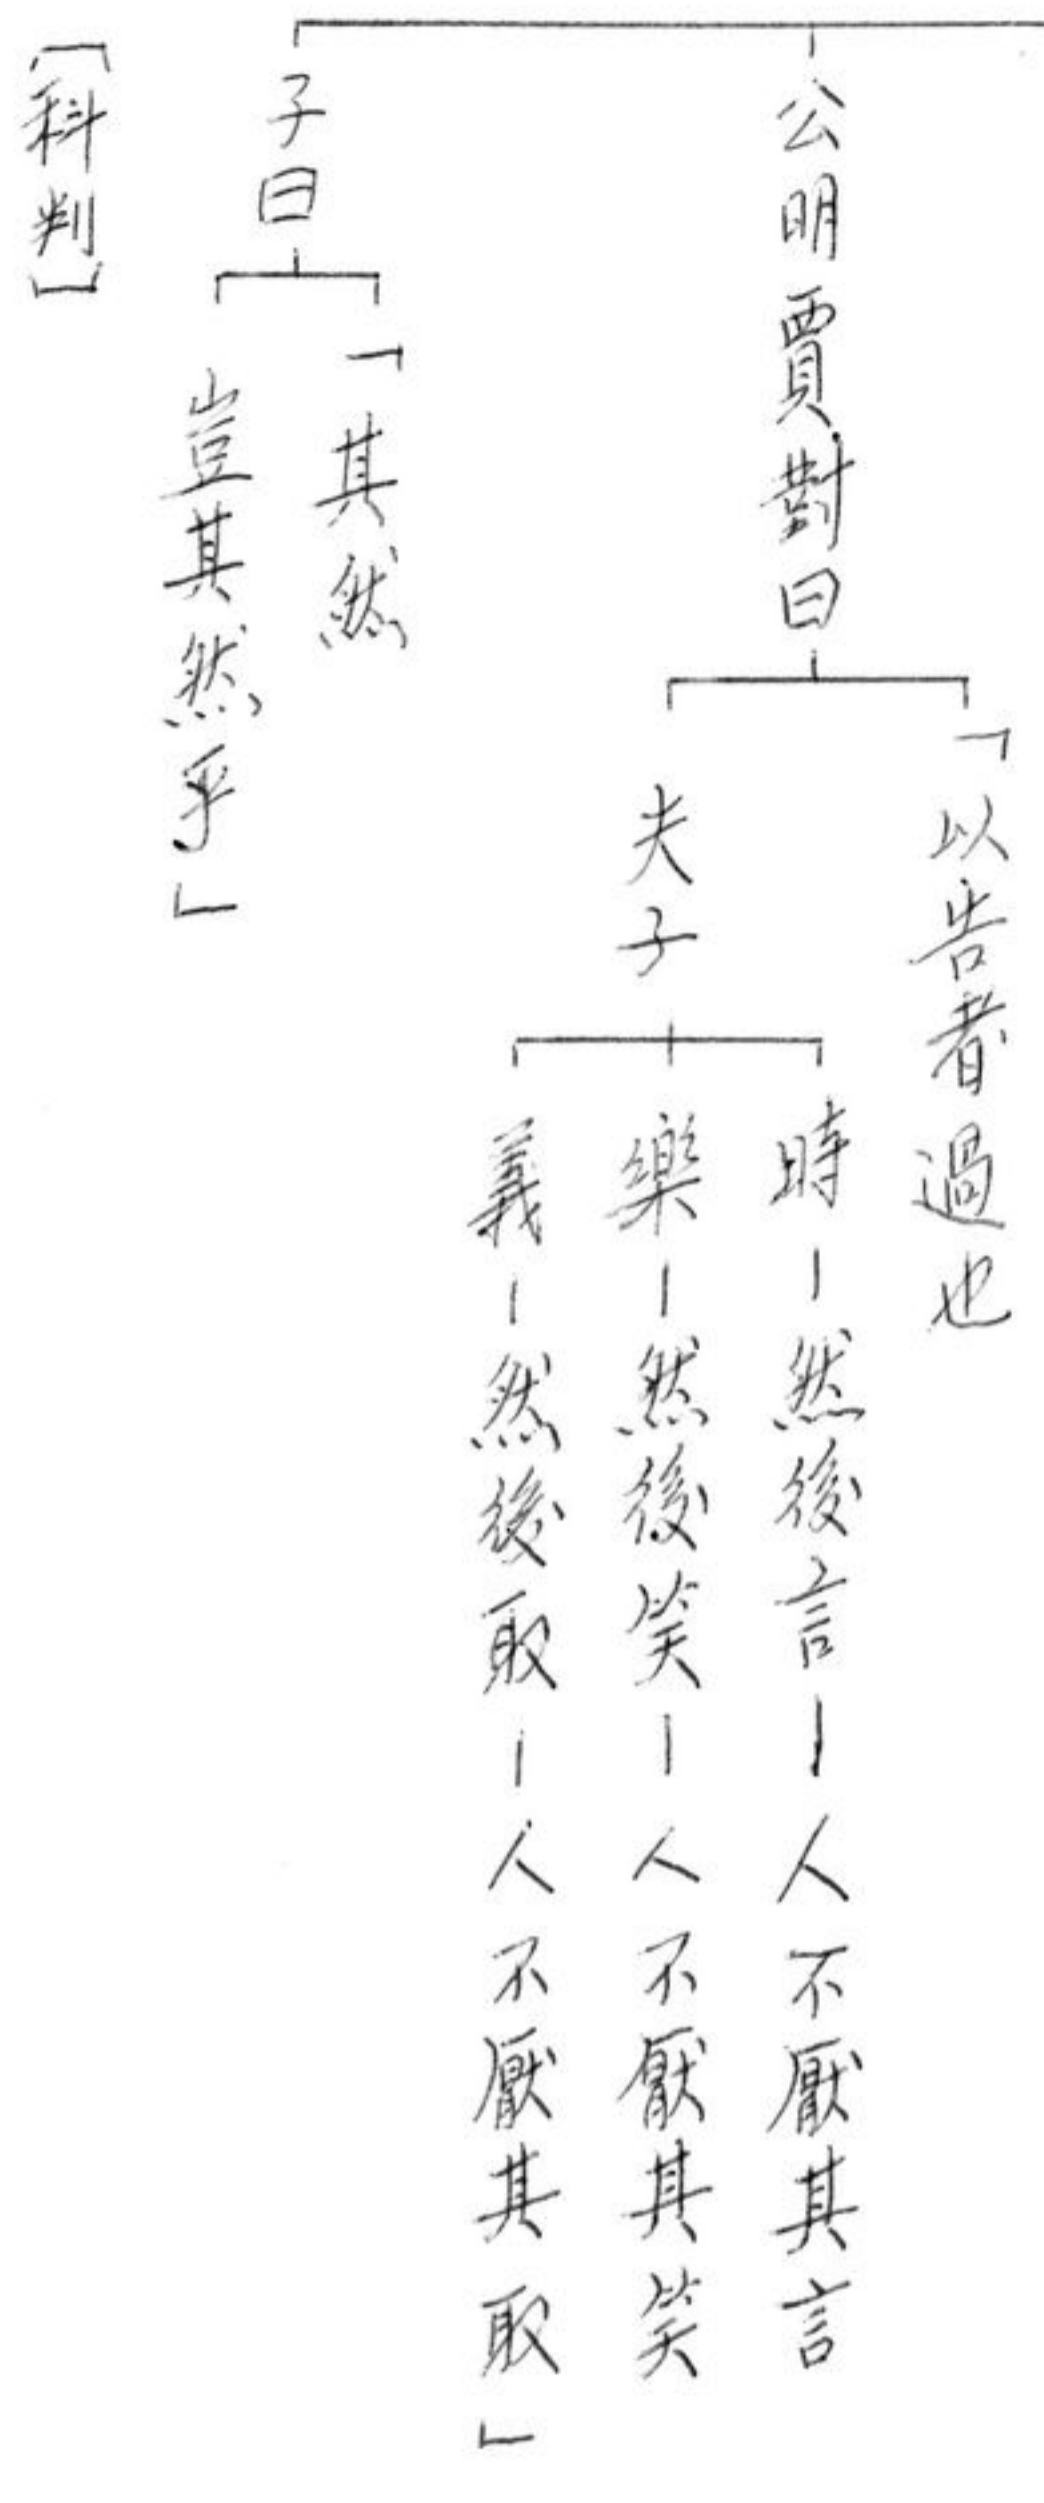 公明賈對曰
「以告者過也
夫子
時－然後言－人不厭其言
樂－然後笑－人不厭其笑
義－然後取－人不厭其取」
子曰
「其然
豈其然乎」
〔科判〕